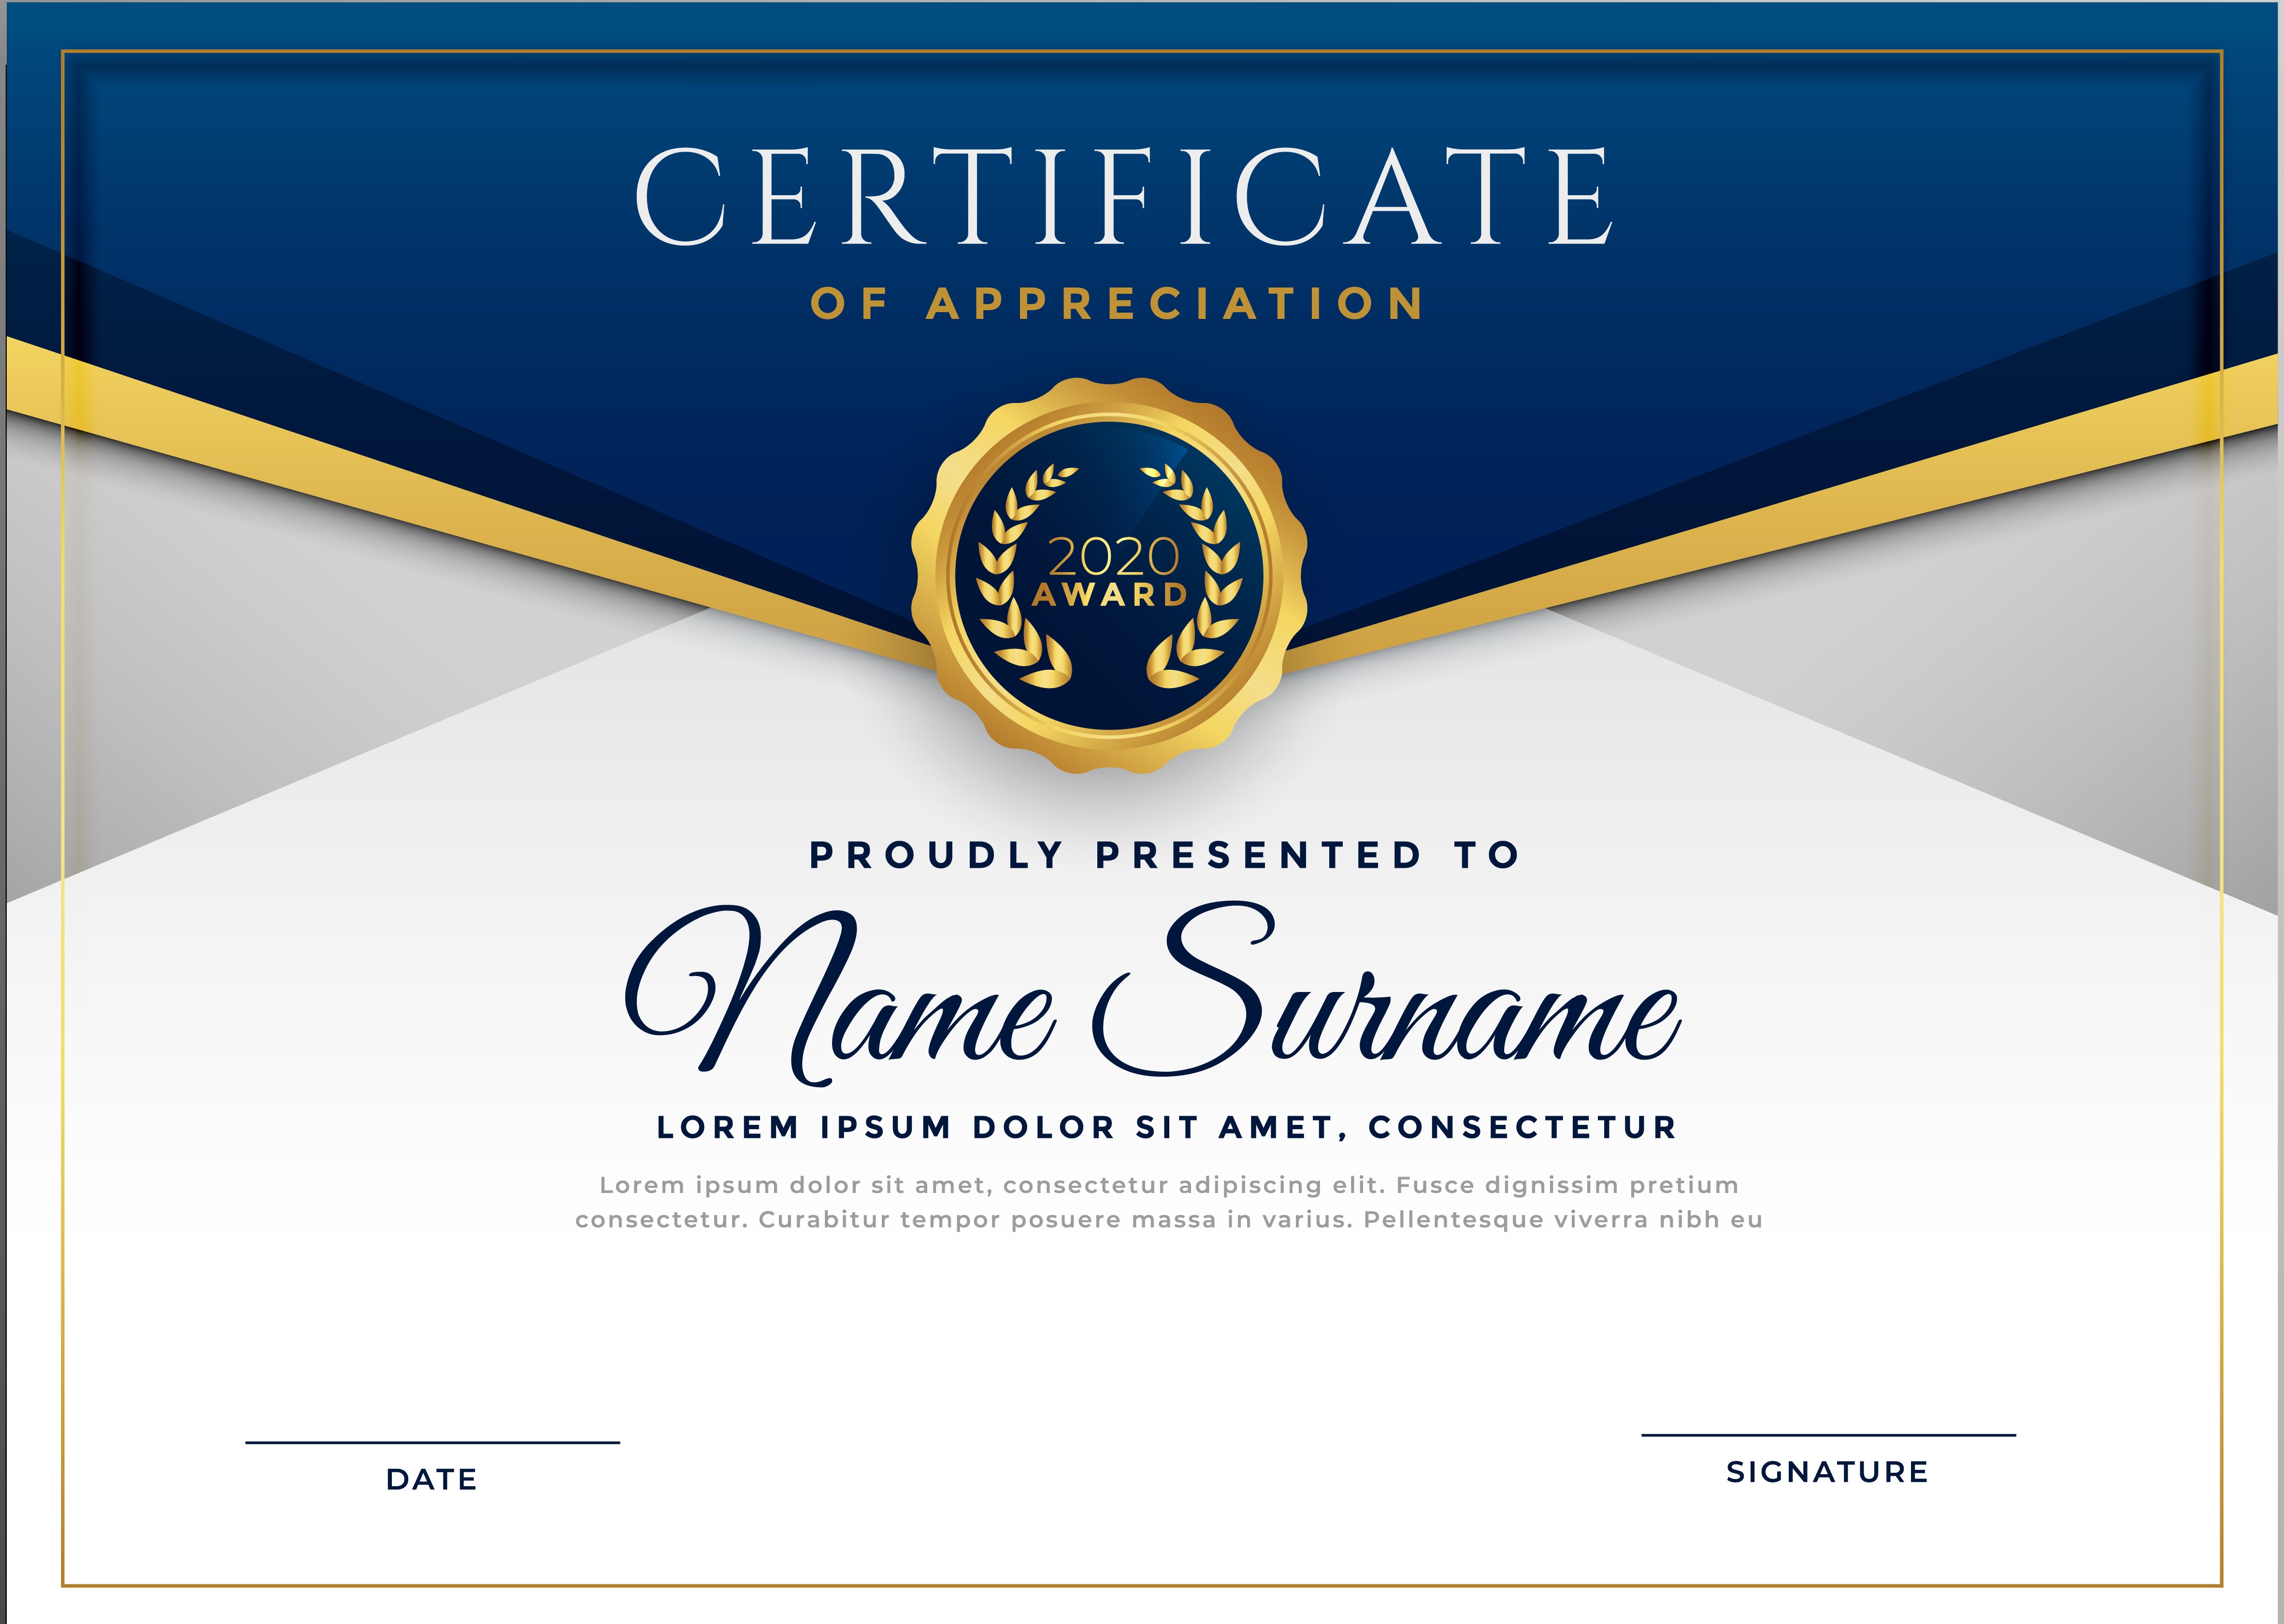 CERTIFICATE
OF APPRECIATION
2020
AWARD
PROUDLY PRESENTED TO
Name Surname
LOREM IPSUM DOLOR SIT AMET, CONSECTETUR
Lorem ipsum dolor sit amet, consectetur adipiscing elit. Fusce dignissim pretium
consectetur. Curabitur tempor posuere massa in varius. Pellentesque viverra nibh eu
DATE
SIGNATURE